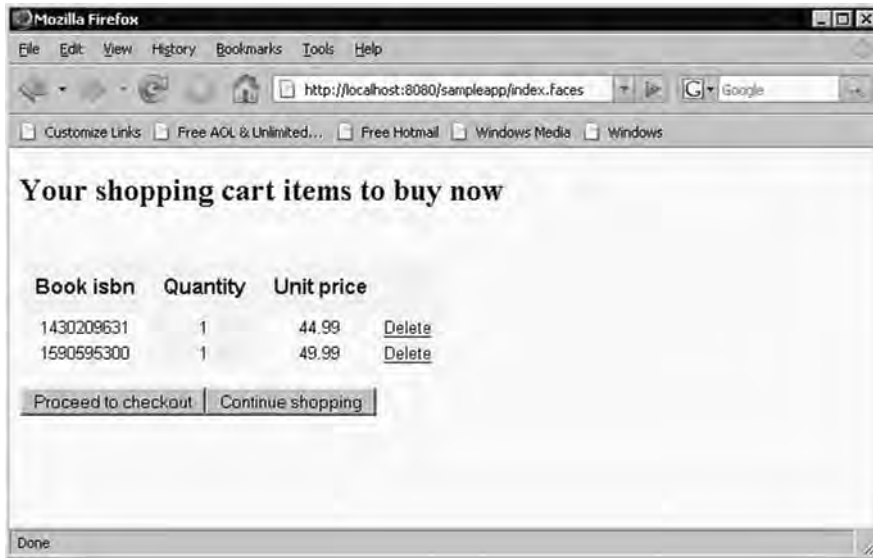 Mozilla Firefox
File Edit View History Bookmarks Tools Help
http://localhost:8080/sampleapp/index.faces
G Google
Customize Links Free AOL & Unlimited... Free Hotmail Windows Media Windows
Your shopping cart items to buy now
Book isbn Quantity Unit price
1430209631 1 44.99 Delete
1590595300 1 49.99 Delete
Proceed to checkout Continue shopping
Done